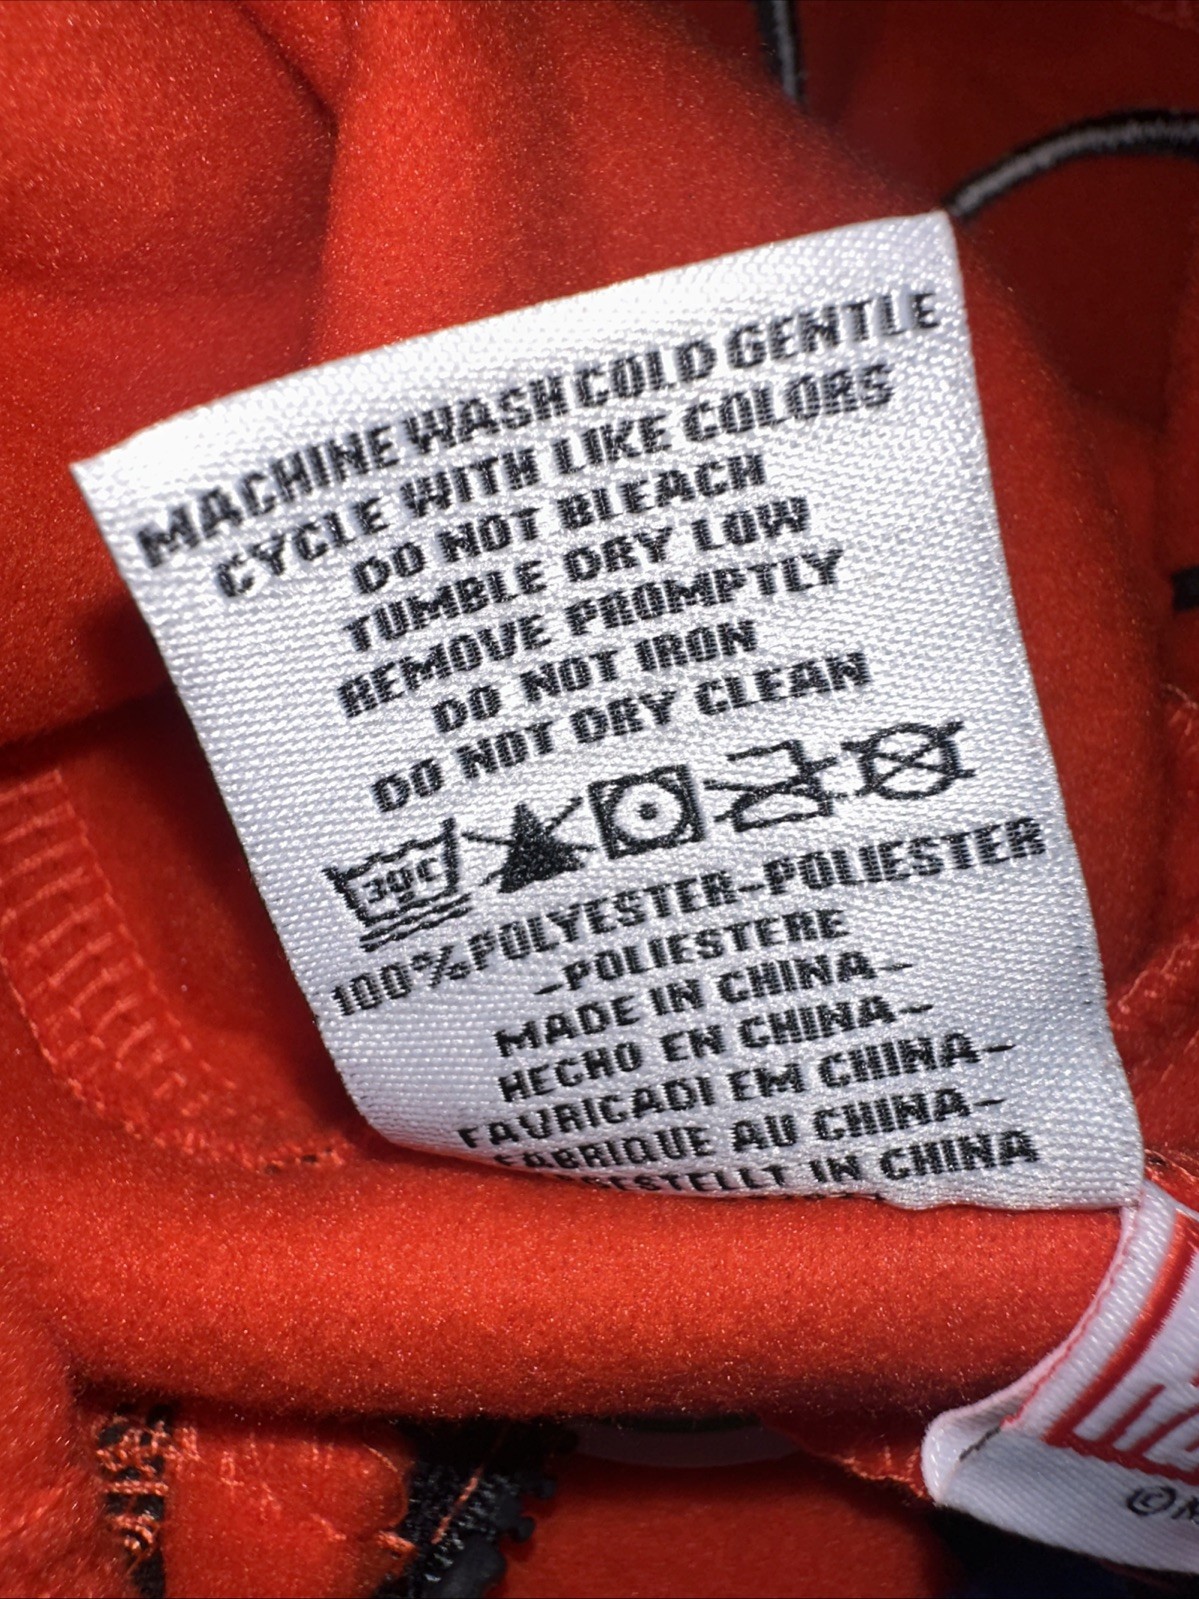 MACHINE WASH COLD GENTLE
CYCLE WITH LIKE COLORS
DO NOT BLEACH
TUMBLE DRY LOW
REMOVE PROMPTLY
DO NOT IRON
DO NOT DRY CLEAN
30C
100%POLYESTER-POLIESTER
-POLIESTERE
MADE IN CHINA-
HECHO EN CHINA-
FAVRICADI EM CHINA-
FABRIQUE AU CHINA-
IN CHINA
©